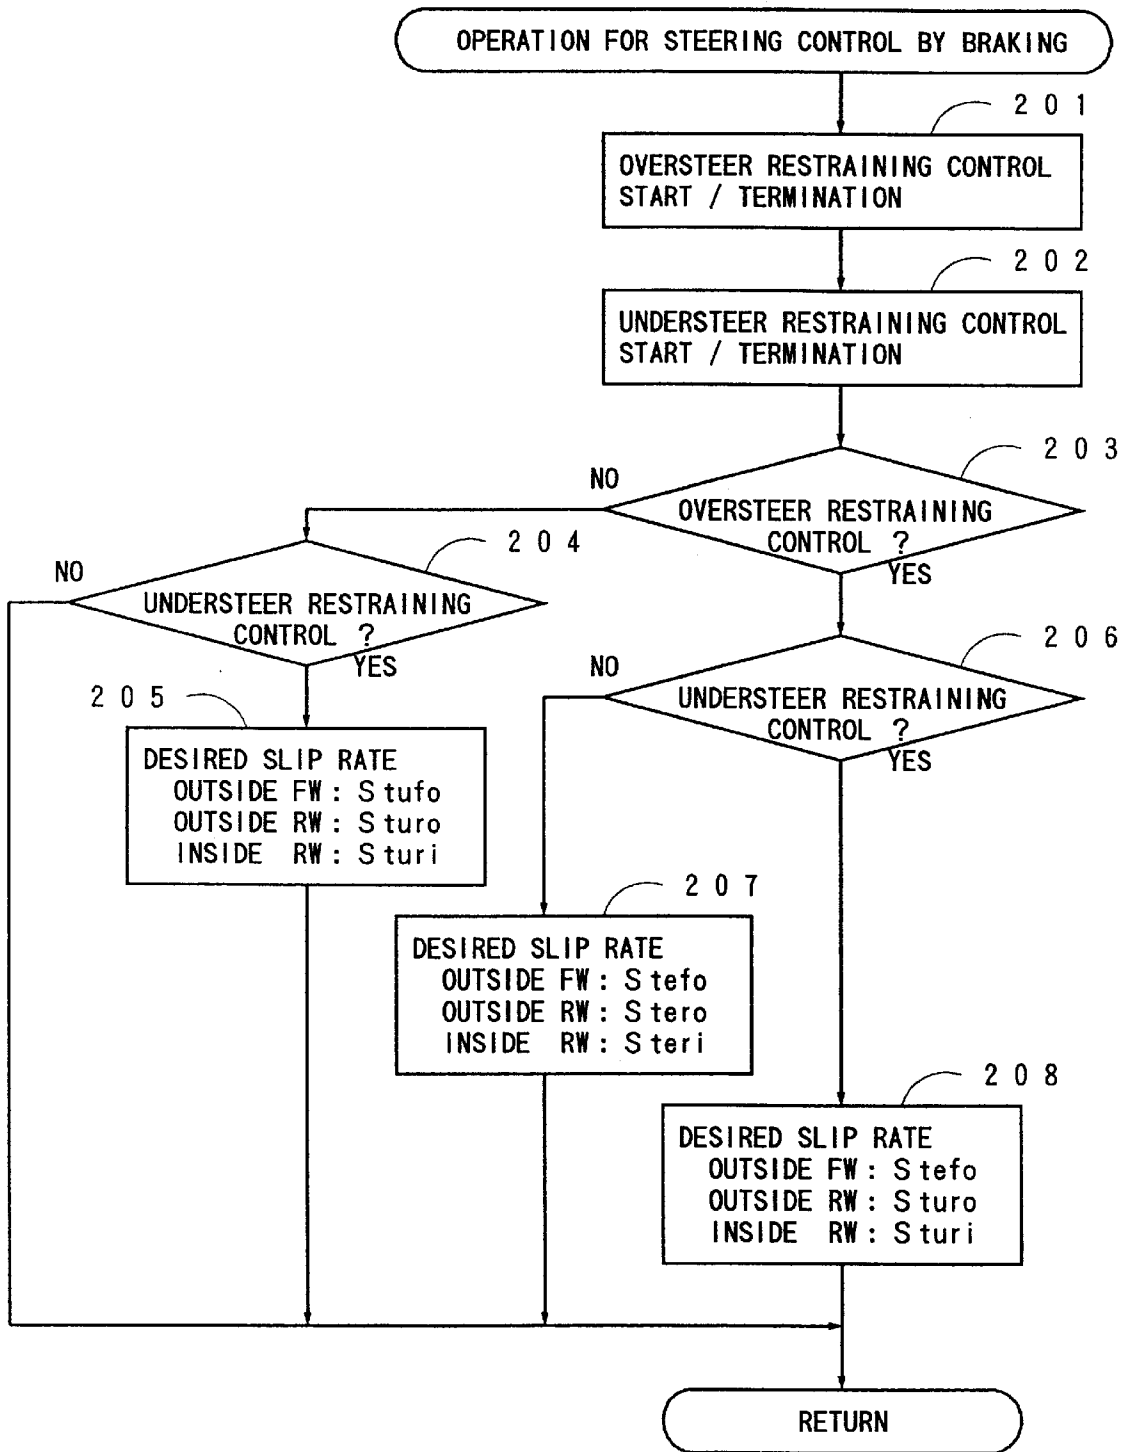 OPERATION FOR STEERING CONTROL BY BRAKING
201
OVERSTEER RESTRAINING CONTROL
START / TERMINATION
202
UNDERSTEER RESTRAINING CONTROL
START / TERMINATION
203
NO
OVERSTEER RESTRAINING
CONTROL ?
YES
204
NO
UNDERSTEER RESTRAINING
CONTROL ?
YES
205
DESIRED SLIP RATE
OUTSIDE FW: Stufo
OUTSIDE RW: Sturo
INSIDE RW: Sturi
206
NO
UNDERSTEER RESTRAINING
CONTROL ?
YES
207
DESIRED SLIP RATE
OUTSIDE FW: Stefo
OUTSIDE RW: Stero
INSIDE RW: Steri
208
DESIRED SLIP RATE
OUTSIDE FW: Stefo
OUTSIDE RW: Sturo
INSIDE RW: Sturi
RETURN